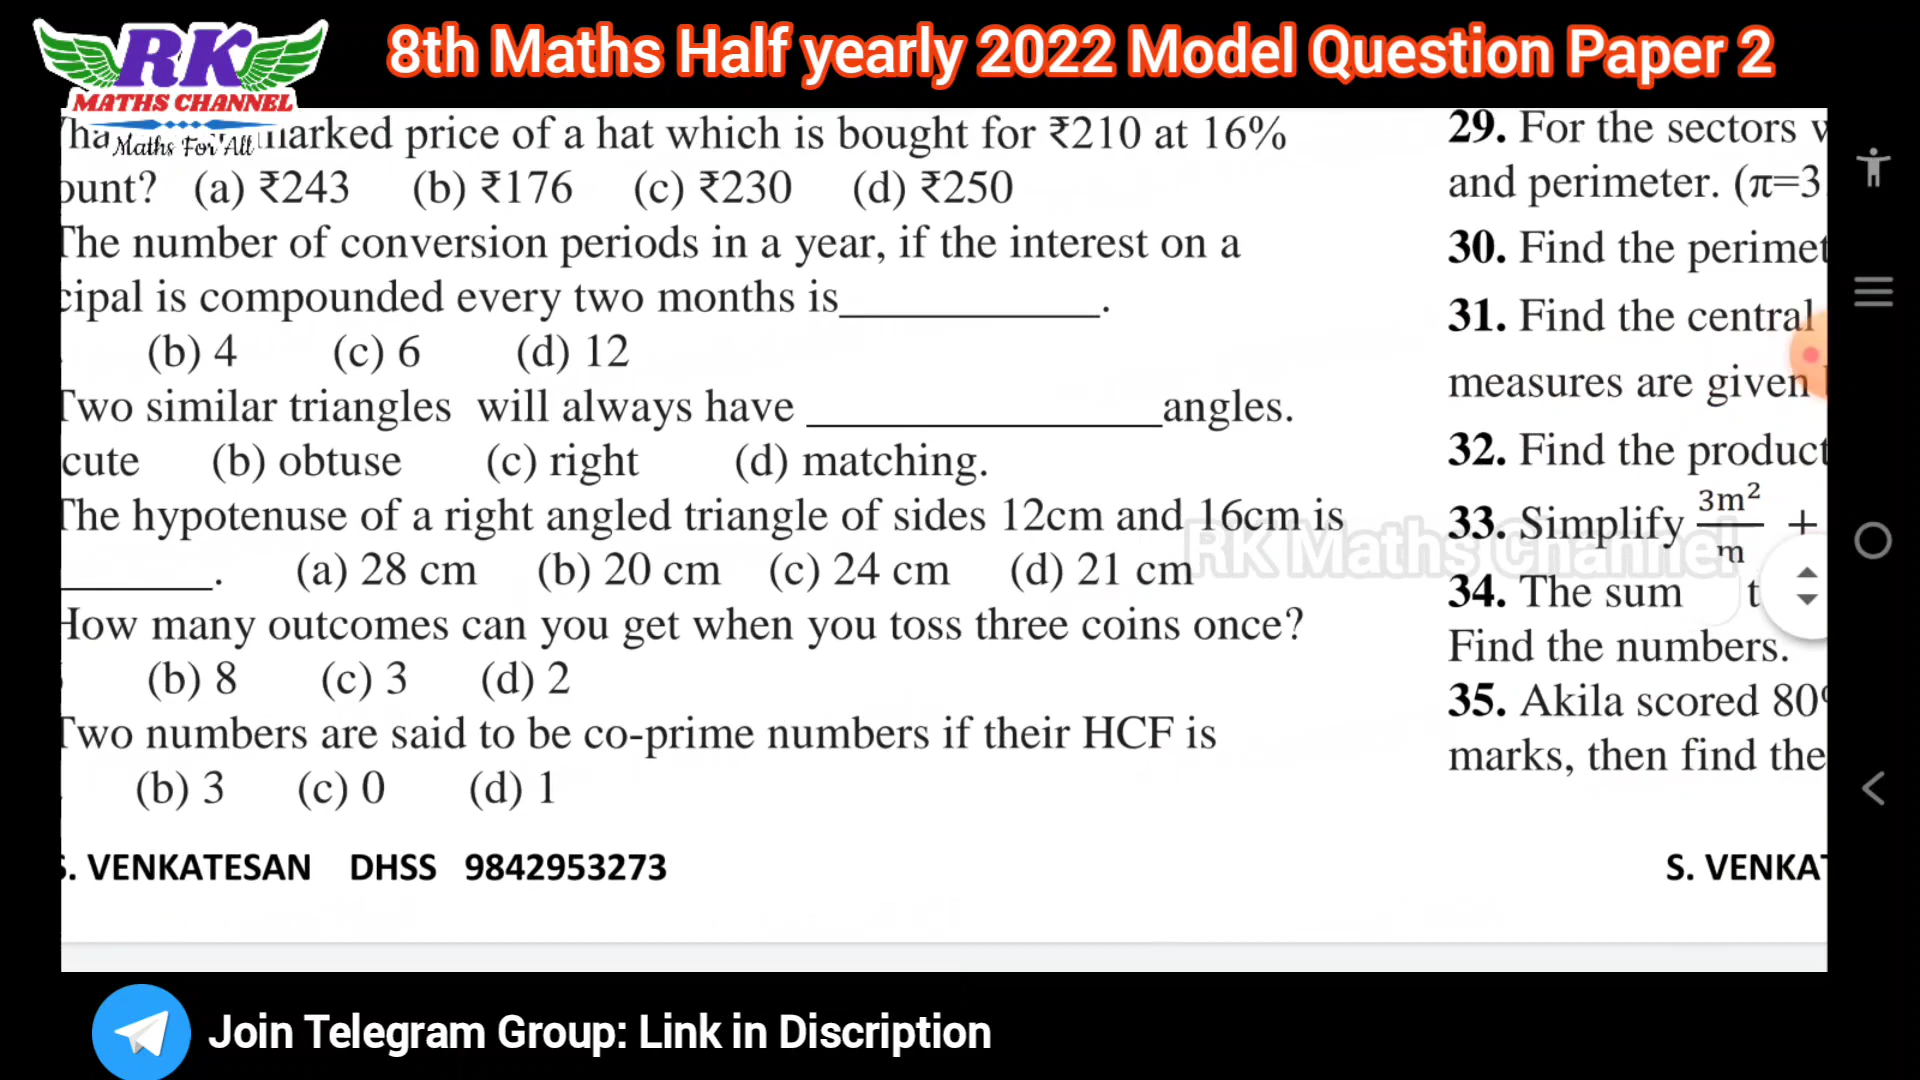 RK
MATHS CHANNEL
Maths For All
8th Maths Half yearly 2022 Model Question Paper 2
marked price of a hat which is bought for ₹210 at 16%
ount? (a) ₹243 (b) ₹176 (c) ₹230 (d) ₹250
The number of conversion periods in a year, if the interest on a
cipal is compounded every two months is____________.
(b) 4 (c) 6 (d) 12
Two similar triangles will always have ________________angles.
cute (b) obtuse (c) right (d) matching.
The hypotenuse of a right angled triangle of sides 12cm and 16cm is
_______. (a) 28 cm (b) 20 cm (c) 24 cm (d) 21 cm
How many outcomes can you get when you toss three coins once?
(b) 8 (c) 3 (d) 2
Two numbers are said to be co-prime numbers if their HCF is
(b) 3 (c) 0 (d) 1
S. VENKATESAN DHSS 9842953273
29. For the sectors
and perimeter. (π=3
30. Find the perimet
31. Find the central
measures are given
32. Find the product
33. Simplify 3m²/m +
34. The sum
Find the numbers.
35. Akila scored 80
marks, then find the
S. VENKAT
RK Maths Channel
Join Telegram Group: Link in Discription